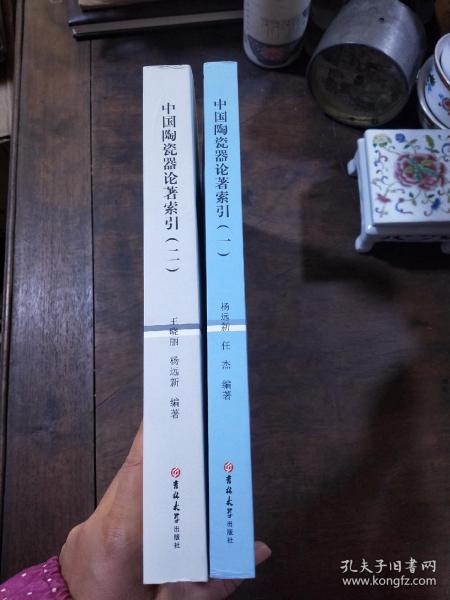 中国陶瓷器论著索引（二）
王晓丽 杨远新 编著
吉林大学出版社
中国陶瓷器论著索引（一）
杨远新 任杰 编著
吉林大学出版社
孔夫子旧书网
www.kongfz.com